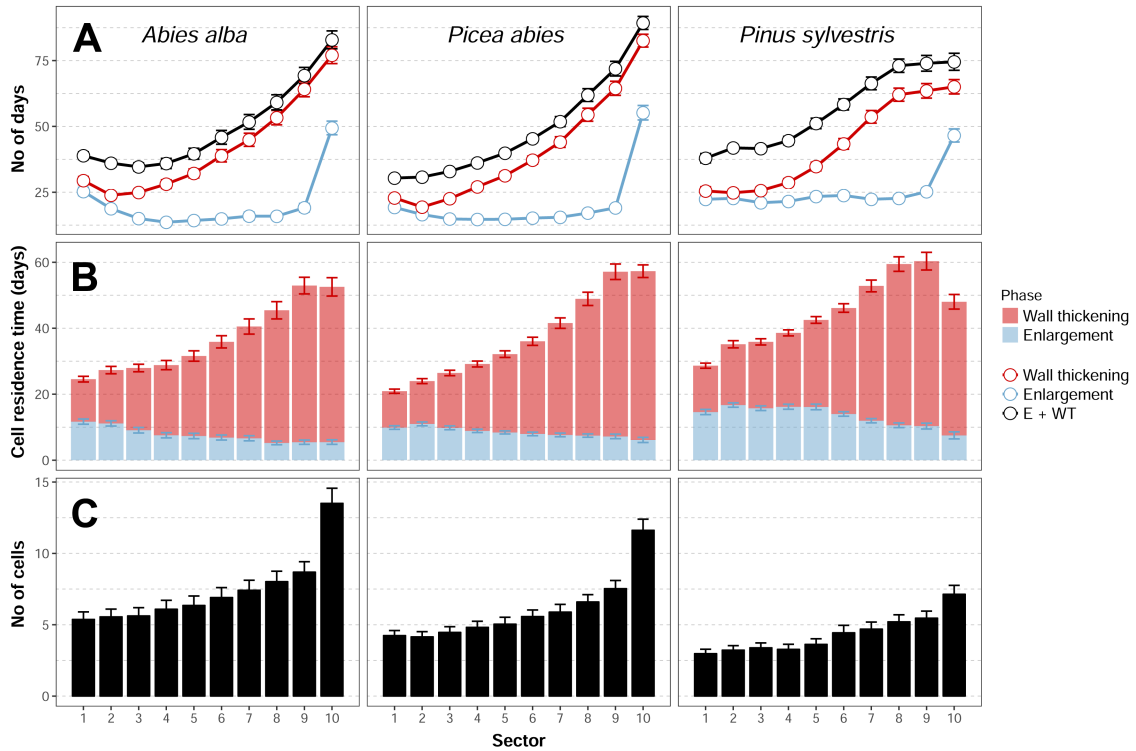 A
Abies alba
Picea abies
Pinus sylvestris
No of days
75
50
25
B
Cell residence time (days)
60
40
20
0
Phase
Wall thickening
Enlargement
Wall thickening
Enlargement
E + WT
C
No of cells
15
10
5
0
1 2 3 4 5 6 7 8 9 10
1 2 3 4 5 6 7 8 9 10
1 2 3 4 5 6 7 8 9 10
Sector